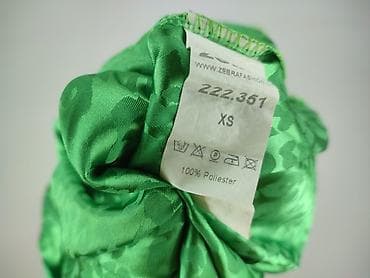 WWW.ZEBRAFASHION
222.351
XS
100% Poliester